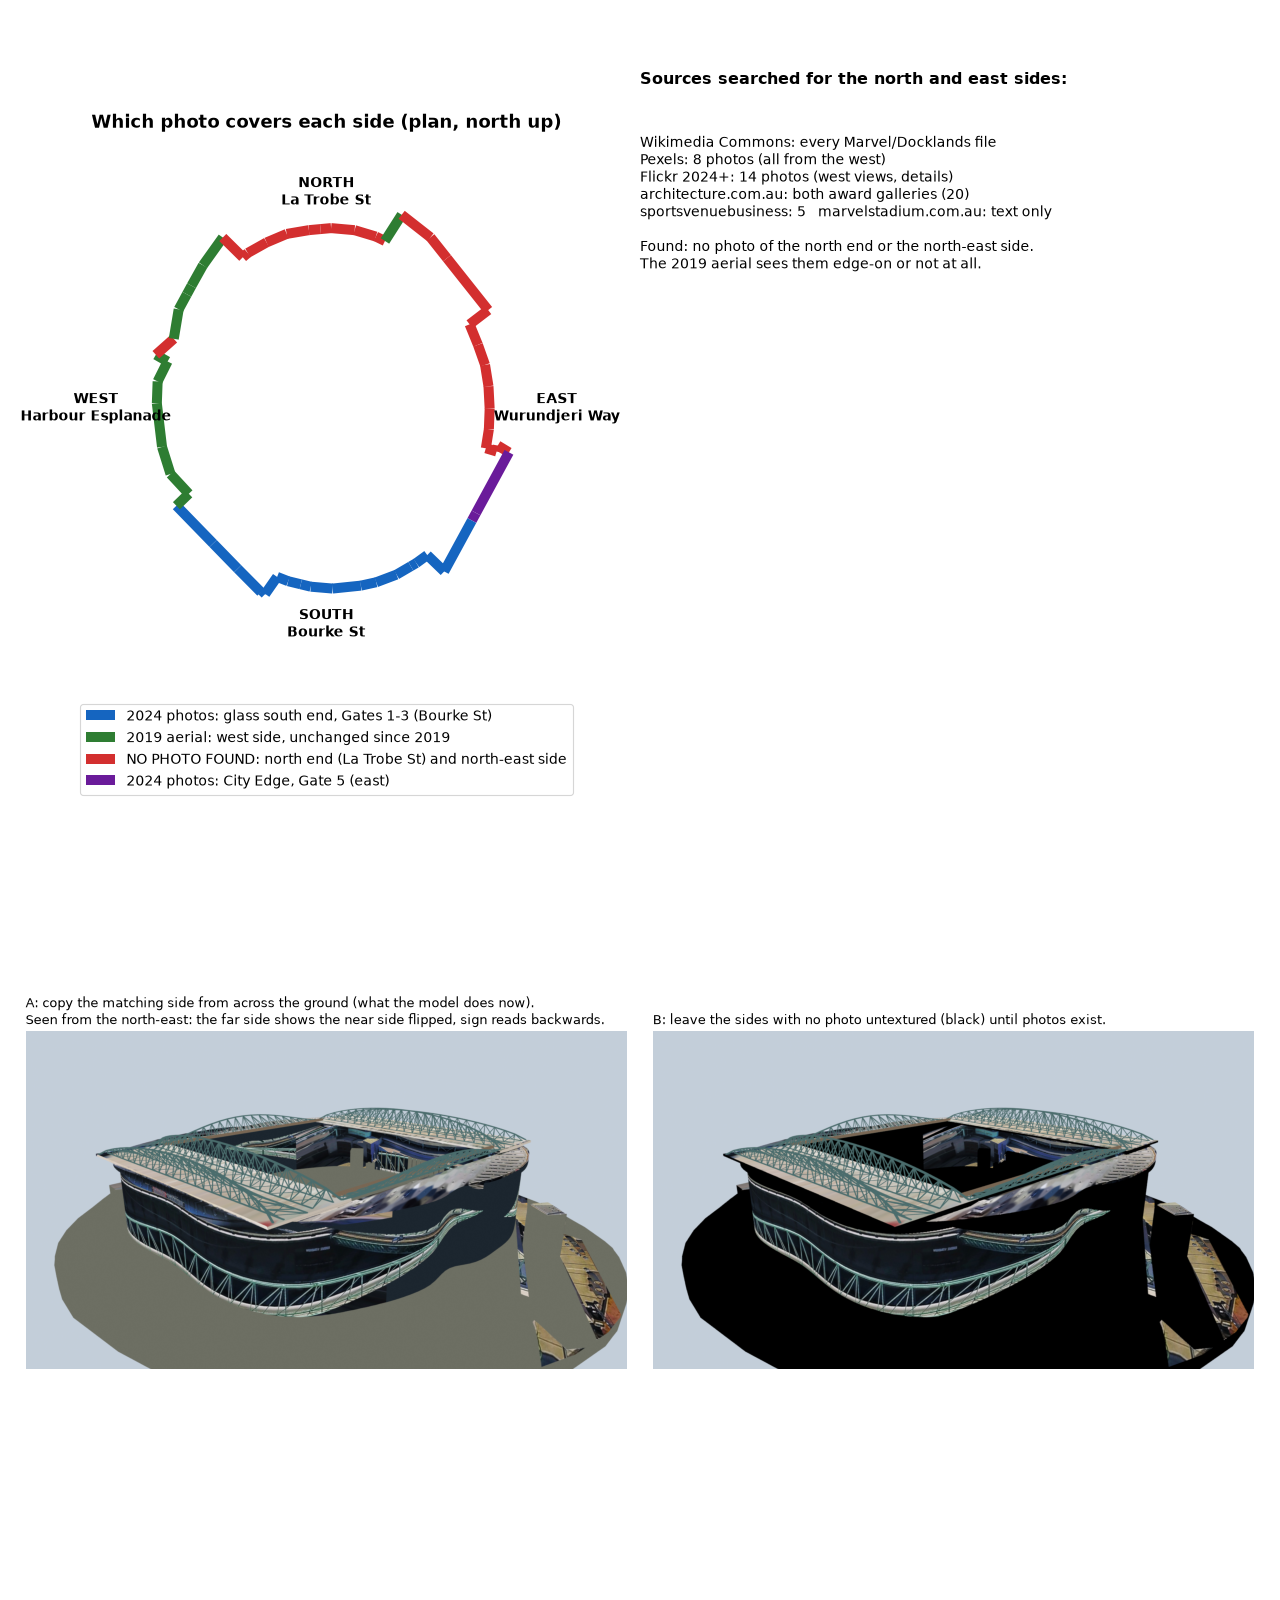 Sources searched for the north and east sides:
Which photo covers each side (plan, north up)
Wikimedia Commons: every Marvel/Docklands file
Pexels: 8 photos (all from the west)
Flickr 2024+: 14 photos (west views, details)
architecture.com.au: both award galleries (20)
sportsvenuebusiness: 5   marvelstadium.com.au: text only
Found: no photo of the north end or the north-east side.
The 2019 aerial sees them edge-on or not at all.
NORTH
La Trobe St
WEST
Harbour Esplanade
EAST
Wurundjeri Way
SOUTH
Bourke St
2024 photos: glass south end, Gates 1-3 (Bourke St)
2019 aerial: west side, unchanged since 2019
NO PHOTO FOUND: north end (La Trobe St) and north-east side
2024 photos: City Edge, Gate 5 (east)
A: copy the matching side from across the ground (what the model does now).
Seen from the north-east: the far side shows the near side flipped, sign reads backwards.
B: leave the sides with no photo untextured (black) until photos exist.